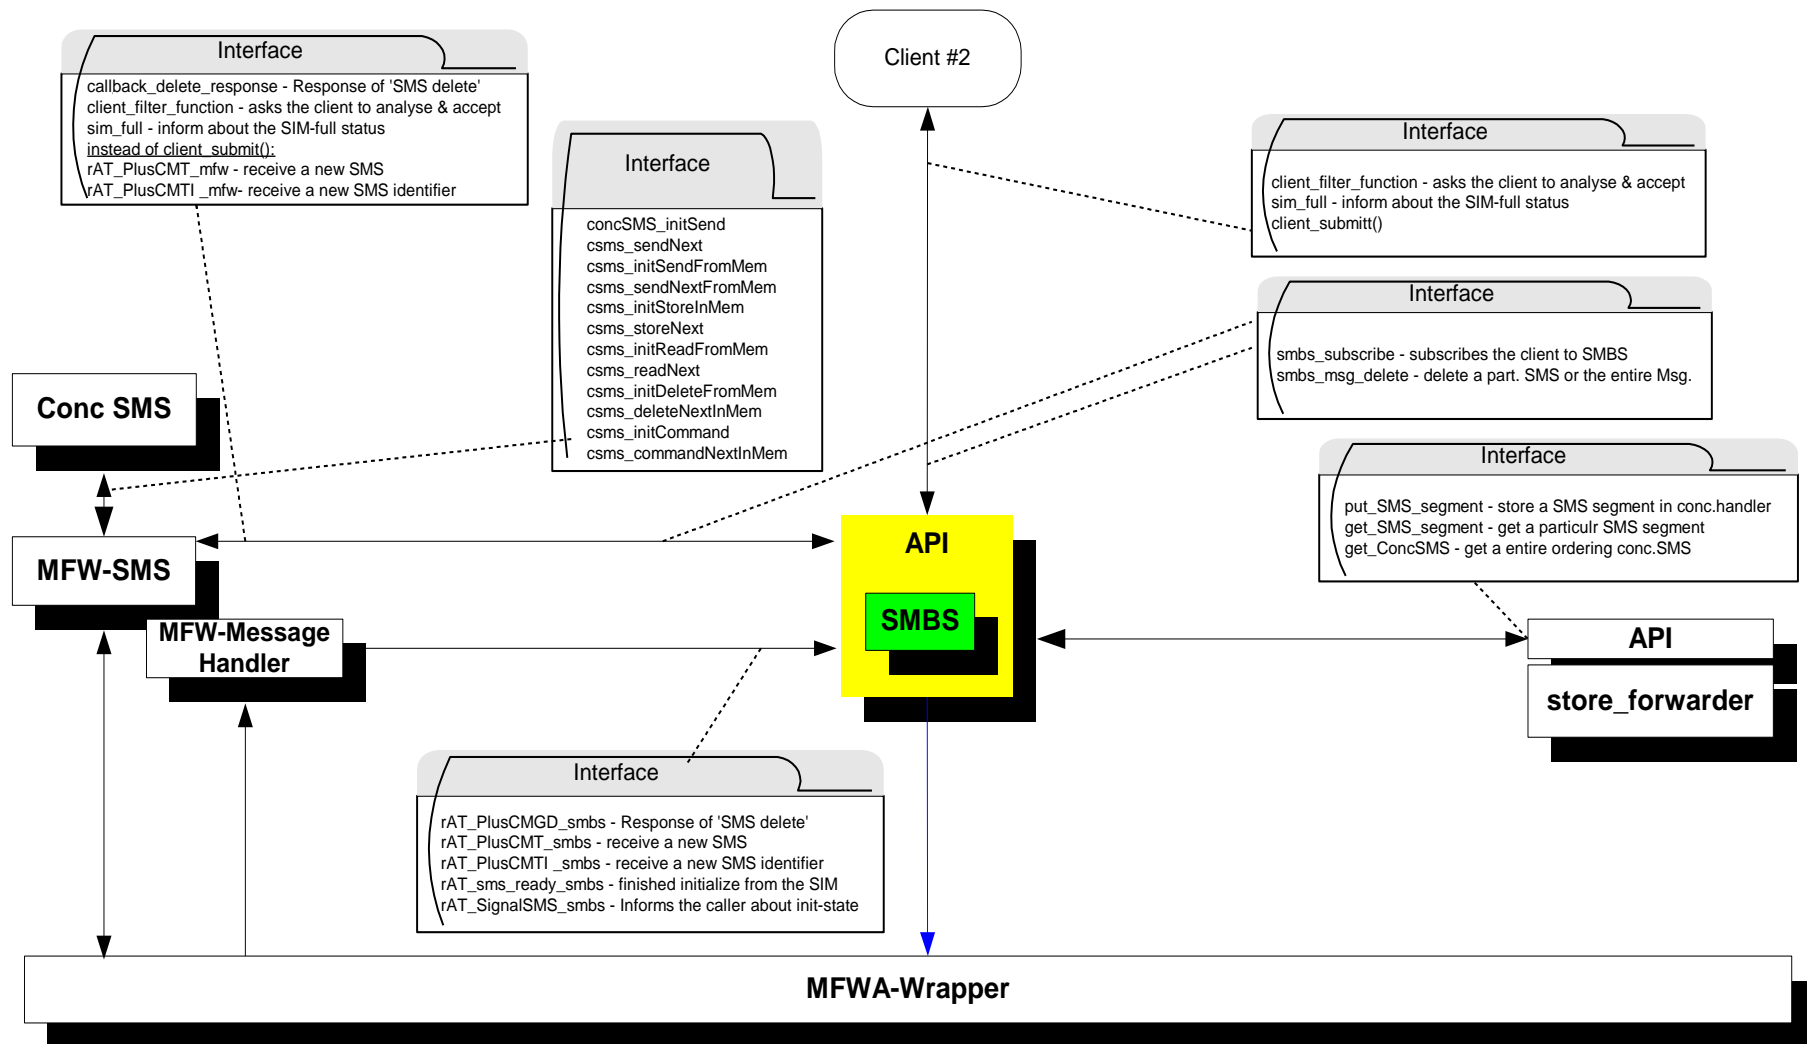 Interface
callback_delete_response - Response of 'SMS delete'
client_filter_function - asks the client to analyse & accept
sim_full - inform about the SIM-full status
instead of client_submit():
rAT_PlusCMT_mfw - receive a new SMS
rAT_PlusCMTI _mfw- receive a new SMS identifier
Client #2
Interface
concSMS_initSend
csms_sendNext
csms_initSendFromMem
csms_sendNextFromMem
csms_initStoreInMem
csms_storeNext
csms_initReadFromMem
csms_readNext
csms_initDeleteFromMem
csms_deleteNextInMem
csms_initCommand
csms_commandNextInMem
Interface
client_filter_function - asks the client to analyse & accept
sim_full - inform about the SIM-full status
client_submitt()
Interface
smbs_subscribe - subscribes the client to SMBS
smbs_msg_delete - delete a part. SMS or the entire Msg.
Interface
put_SMS_segment - store a SMS segment in conc.handler
get_SMS_segment - get a particulr SMS segment
get_ConcSMS - get a entire ordering conc.SMS
Conc SMS
MFW-SMS
MFW-Message
Handler
API
SMBS
API
store_forwarder
Interface
rAT_PlusCMGD_smbs - Response of 'SMS delete'
rAT_PlusCMT_smbs - receive a new SMS
rAT_PlusCMTI _smbs - receive a new SMS identifier
rAT_sms_ready_smbs - finished initialize from the SIM
rAT_SignalSMS_smbs - Informs the caller about init-state
MFWA-Wrapper